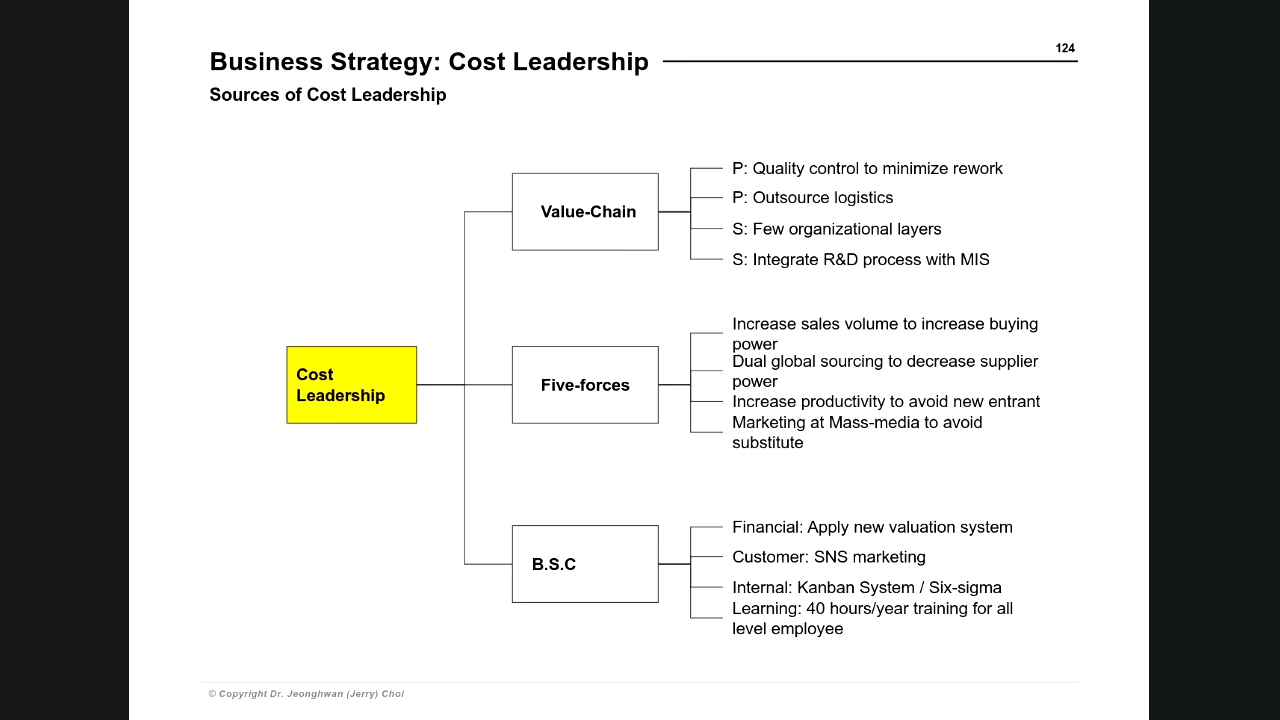 124
Business Strategy: Cost Leadership
Sources of Cost Leadership
Cost
Leadership
Value-Chain
P: Quality control to minimize rework
P: Outsource logistics
S: Few organizational layers
S: Integrate R&D process with MIS
Five-forces
Increase sales volume to increase buying
power
Dual global sourcing to decrease supplier
power
Increase productivity to avoid new entrant
Marketing at Mass-media to avoid
substitute
B.S.C
Financial: Apply new valuation system
Customer: SNS marketing
Internal: Kanban System / Six-sigma
Learning: 40 hours/year training for all
level employee
© Copyright Dr. Jeonghwan (Jerry) Choi